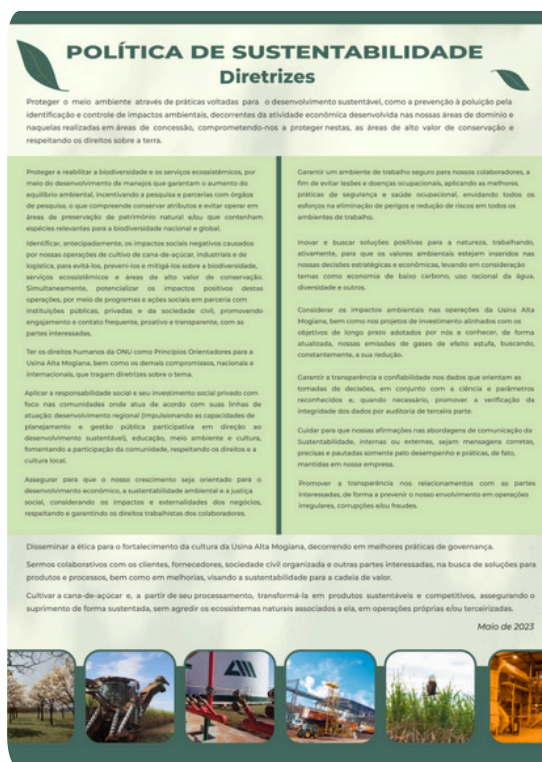 POLÍTICA DE SUSTENTABILIDADE
Diretrizes
Proteger o meio ambiente através de práticas voltadas para o desenvolvimento sustentável, como a prevenção à poluição pela
identificação e controle de impactos ambientais, decorrentes da atividade econômica desenvolvida nas nossas áreas de domínio e
naquelas realizadas em áreas de concessão, comprometendo-nos a proteger nestas, as áreas de alto valor de conservação e
respeitando os direitos sobre a terra.
Proteger e reabilitar a biodiversidade e os serviços ecossistêmicos, por
meio do desenvolvimento de manejos que garantam o aumento do
equilíbrio ambiental, incentivando a pesquisa e parcerias com órgãos
de pesquisa, o que compreende conservar atributos e evitar operar em
áreas de preservação de patrimônio natural e/ou que contenham
espécies relevantes para a biodiversidade nacional e global.
Identificar, antecipadamente, os impactos sociais negativos causados
por nossas operações de cultivo de cana-de-açúcar, industriais e de
logística, para evitá-los, preveni-los e mitigá-los sobre a biodiversidade,
serviços ecossistêmicos e áreas de alto valor de conservação.
Simultaneamente, potencializar os impactos positivos destas
operações, por meio de programas e ações sociais em parceria com
instituições públicas, privadas e da sociedade civil, promovendo
engajamento e contato frequente, proativo e transparente, com as
partes interessadas.
Ter os direitos humanos da ONU como Princípios Orientadores para a
Usina Alta Mogiana, bem como os demais compromissos, nacionais e
internacionais, que tragam diretrizes sobre o tema.
Aplicar a responsabilidade social e seu investimento social privado com
foco nas comunidades onde atua de acordo com suas linhas de
atuação: desenvolvimento regional (impulsionando as capacidades de
planejamento e gestão pública participativa em direção ao
desenvolvimento sustentável), educação, meio ambiente e cultura,
fomentando a participação da comunidade, respeitando os direitos e a
cultura local.
Assegurar para que o nosso crescimento seja orientado para o
desenvolvimento econômico, a sustentabilidade ambiental e a justiça
social, considerando os impactos e externalidades dos negócios,
respeitando e garantindo os direitos trabalhistas dos colaboradores.
Garantir um ambiente de trabalho seguro para nossos colaboradores, a
fim de evitar lesões e doenças ocupacionais, aplicando as melhores
práticas de segurança e saúde ocupacional, envidando todos os
esforços na eliminação de perigos e redução de riscos em todos os
ambientes de trabalho.
Inovar e buscar soluções positivas para a natureza, trabalhando,
ativamente, para que os valores ambientais estejam inseridos nas
nossas decisões estratégicas e econômicas, levando em consideração
temas como economia de baixo carbono, uso racional da água,
diversidade e outros.
Considerar os impactos ambientais nas operações da Usina Alta
Mogiana, bem como nos projetos de investimento alinhados com os
objetivos de longo prazo adotados por nós e conhecer, de forma
atualizada, nossas emissões de gases de efeito estufa, buscando,
constantemente, a sua redução.
Garantir a transparência e confiabilidade nos dados que orientam as
tomadas de decisões, em conjunto com a ciência e parâmetros
reconhecidos e, quando necessário, promover a verificação da
integridade dos dados por auditoria de terceira parte.
Cuidar para que nossas afirmações nas abordagens de comunicação da
Sustentabilidade, internas ou externas, sejam mensagens corretas,
precisas e pautadas somente pelo desempenho e práticas, de fato,
mantidas em nossa empresa.
Promover a transparência nos relacionamentos com as partes
interessadas, de forma a prevenir o nosso envolvimento em operações
irregulares, corrupções e/ou fraudes.
Disseminar a ética para o fortalecimento da cultura da Usina Alta Mogiana, decorrendo em melhores práticas de governança.
Sermos colaborativos com os clientes, fornecedores, sociedade civil organizada e outras partes interessadas, na busca de soluções para
produtos e processos, bem como em melhorias, visando a sustentabilidade para a cadeia de valor.
Cultivar a cana-de-açúcar e, a partir de seu processamento, transformá-la em produtos sustentáveis e competitivos, assegurando o
suprimento de forma sustentada, sem agredir os ecossistemas naturais associados a ela, em operações próprias e/ou terceirizadas.
Maio de 2023